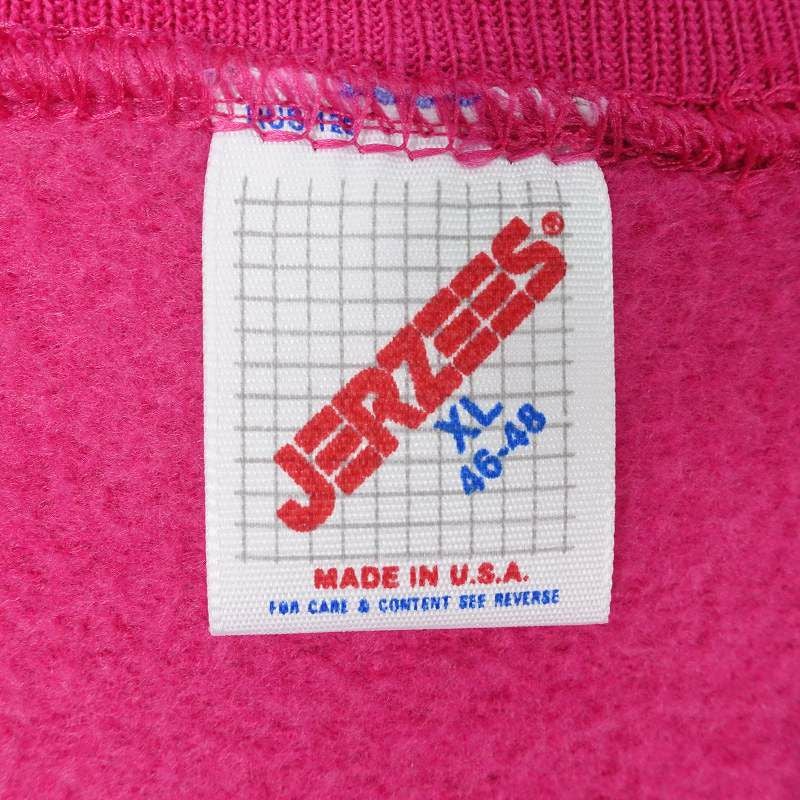 JERZEES®
XL
46-48
MADE IN U.S.A.
FOR CARE & CONTENT SEE REVERSE